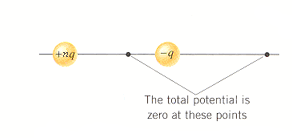 +nq
-q
The total potential is
zero at these points